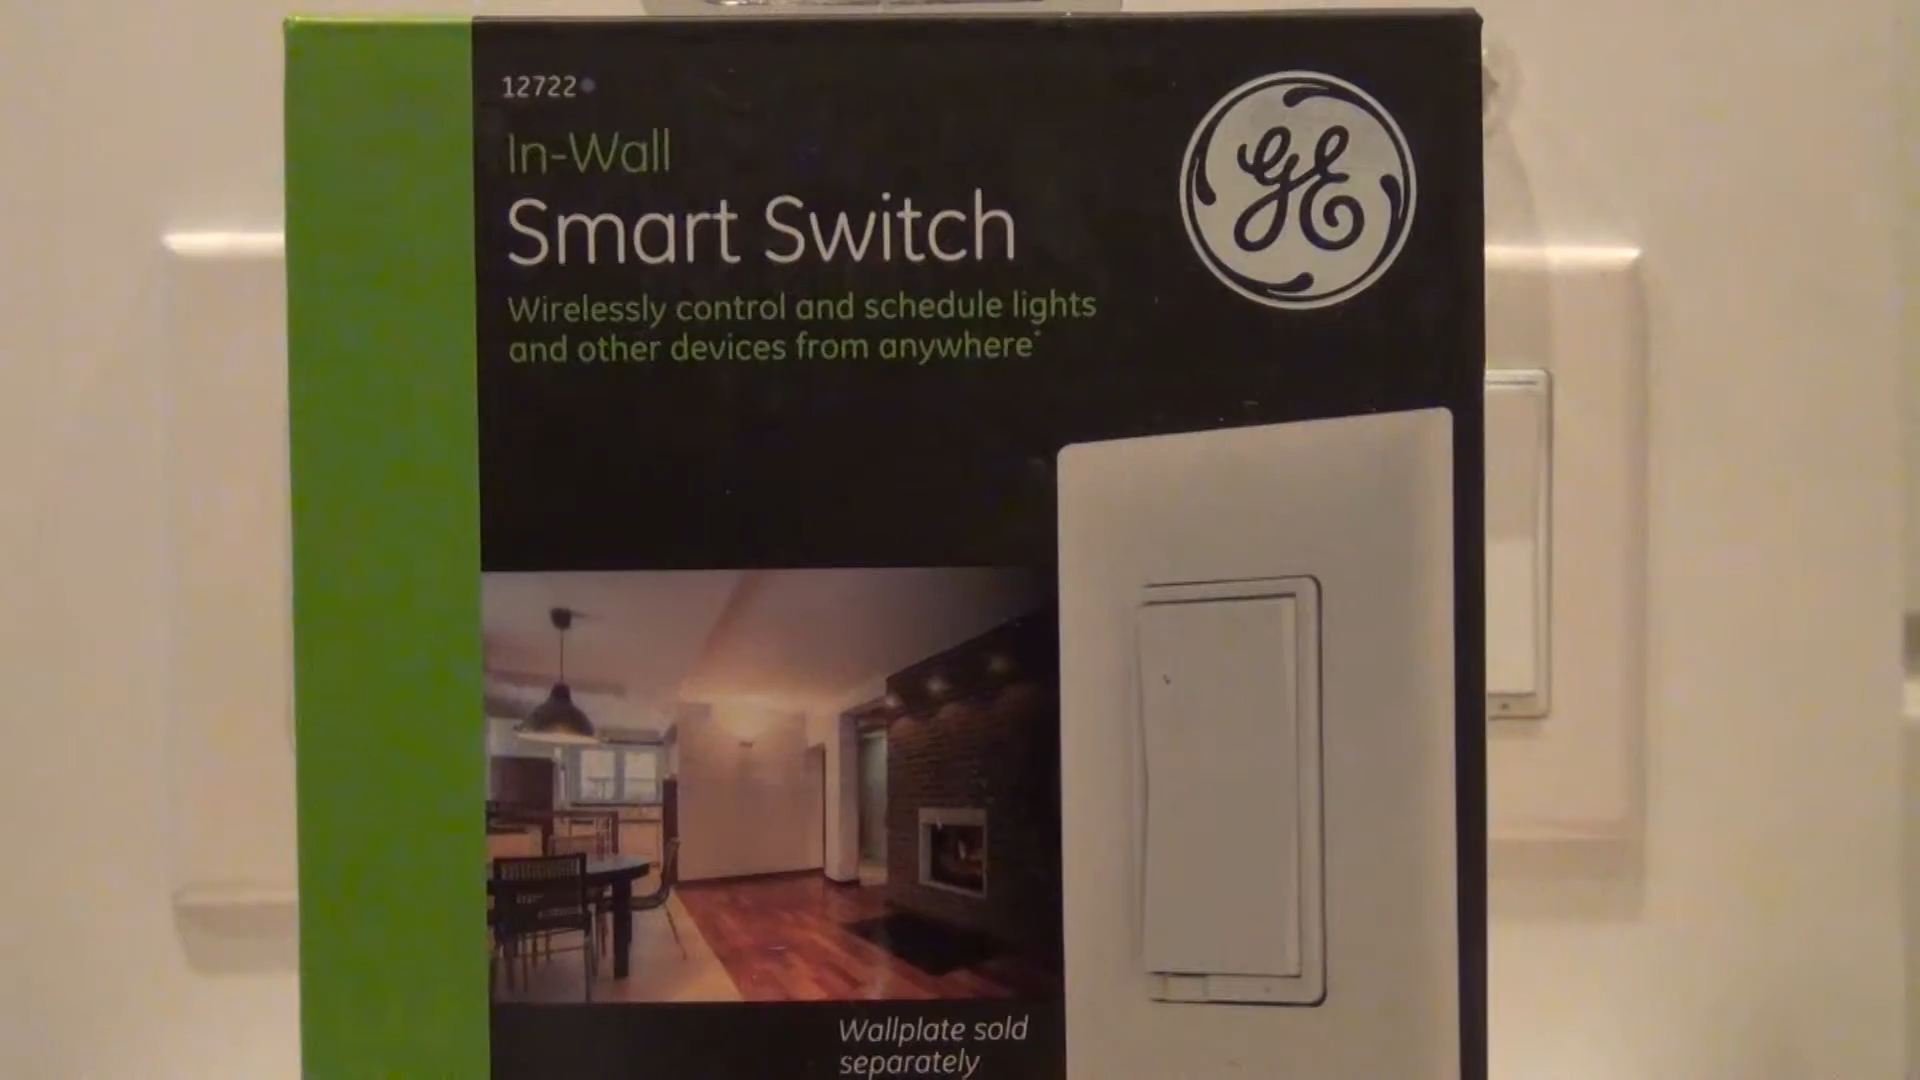 12722
In-Wall
GE
Smart Switch
Wirelessly control and schedule lights
and other devices from anywhere*
Wallplate sold
separately